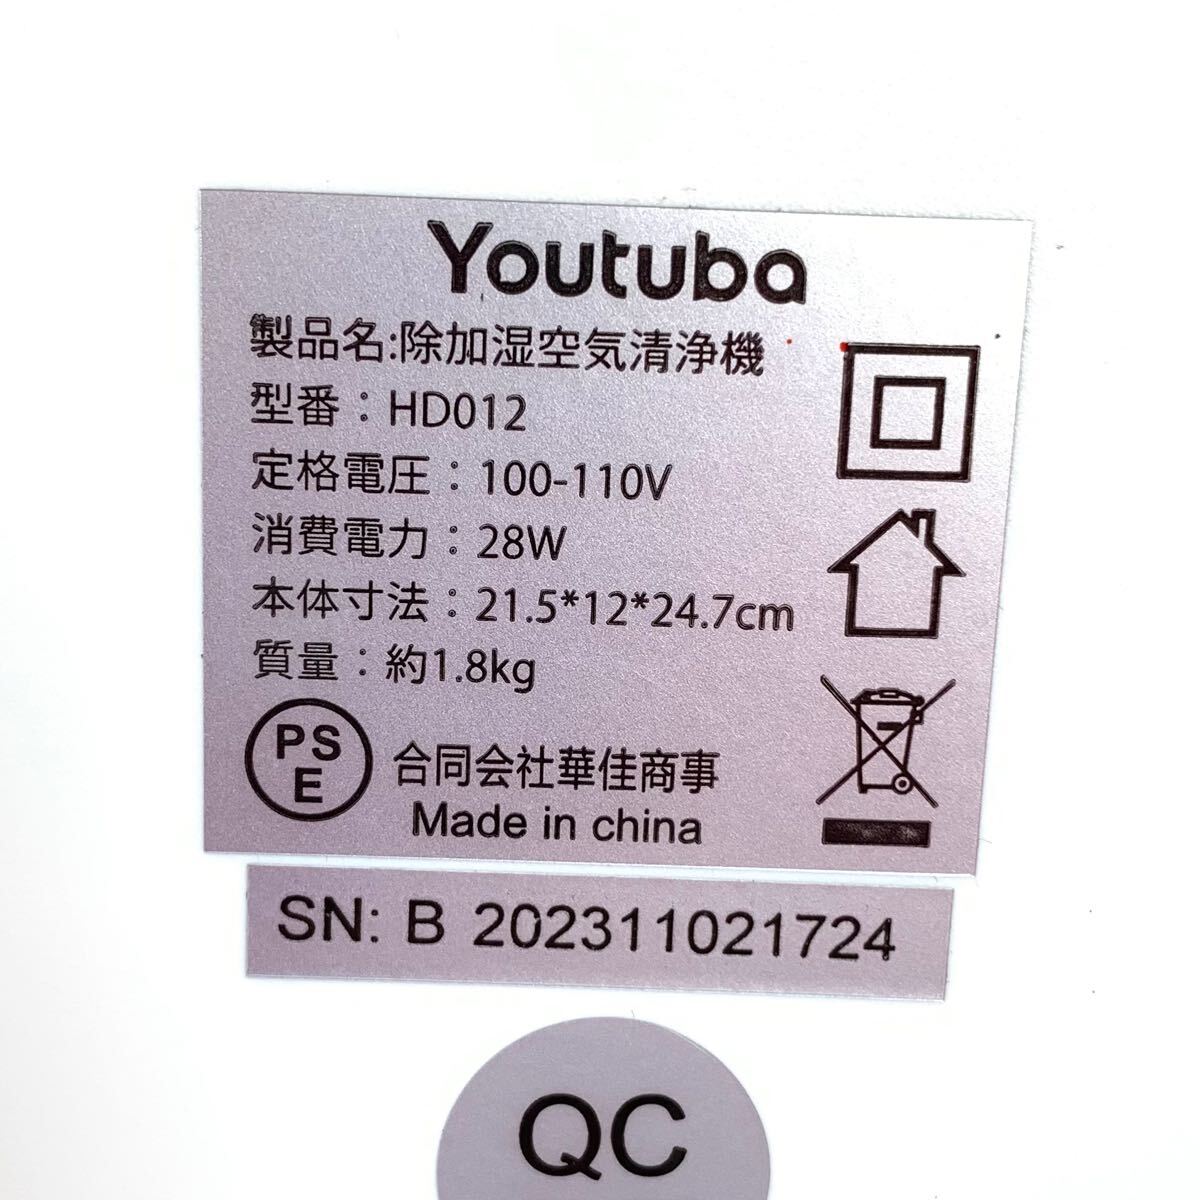 Youtuba
製品名:除加湿空気清浄機
型番：HD012
定格電圧：100-110V
消費電力：28W
本体寸法：21.5*12*24.7cm
質量：約1.8kg
PS
E
合同会社華佳商事
Made in china
SN: B 202311021724
QC